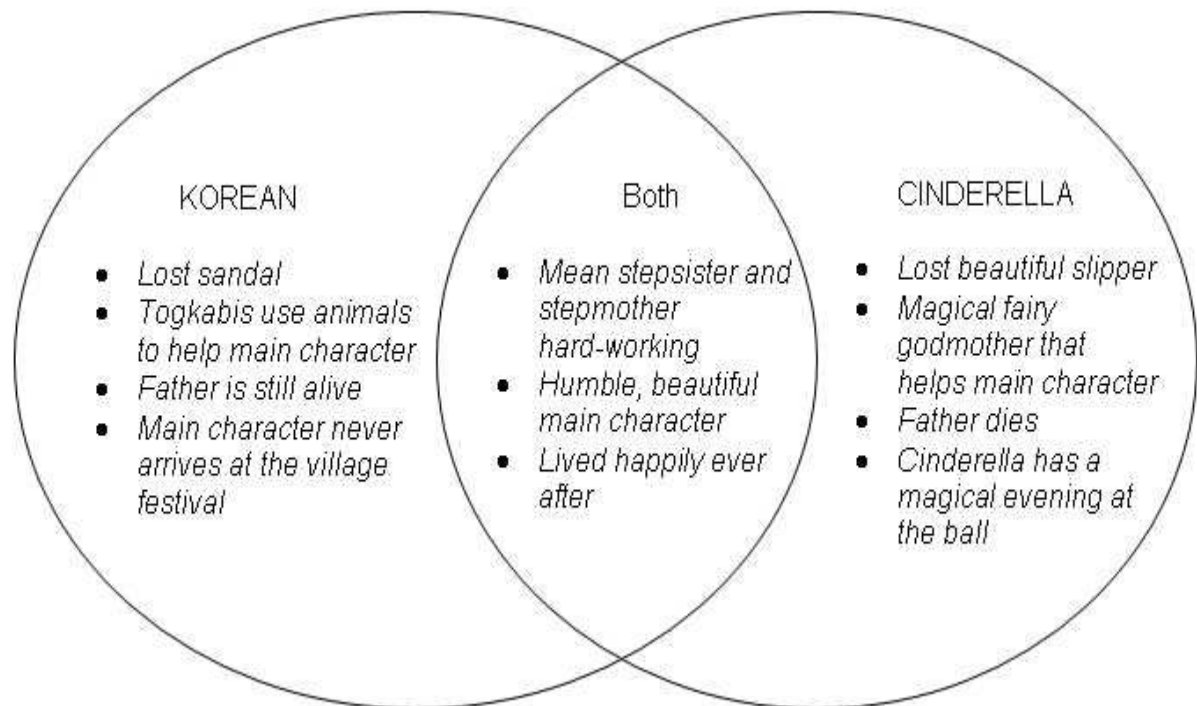 KOREAN
• Lost sandal
• Togkabis use animals
to help main character
• Father is still alive
• Main character never
arrives at the village
festival
Both
• Mean stepsister and
stepmother
hard-working
• Humble, beautiful
main character
• Lived happily ever
after
CINDERELLA
• Lost beautiful slipper
• Magical fairy
godmother that
helps main character
• Father dies
• Cinderella has a
magical evening at
the ball